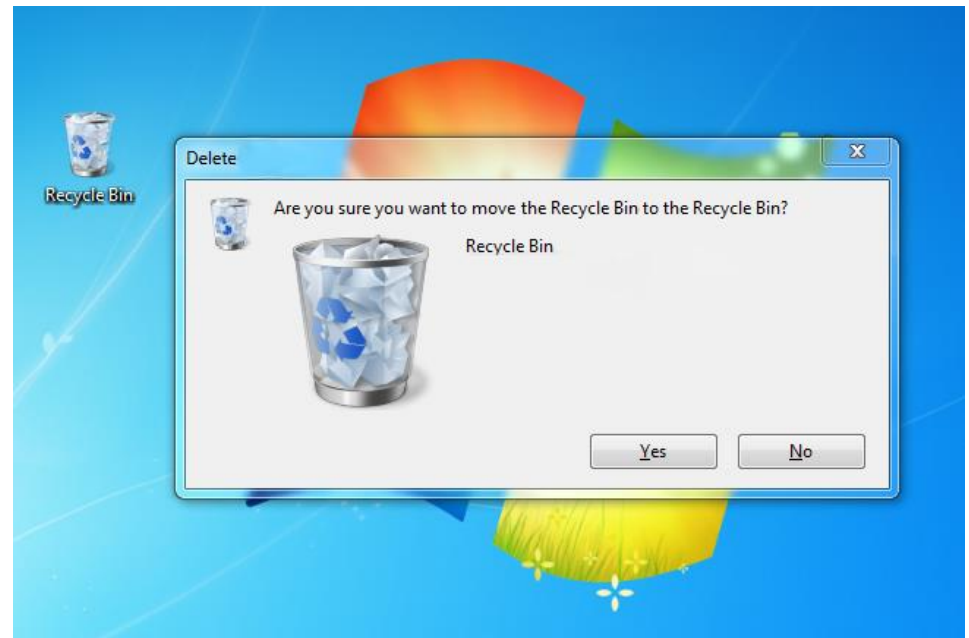 Recycle Bin
Delete
Are you sure you want to move the Recycle Bin to the Recycle Bin?
Recycle Bin
Yes
No